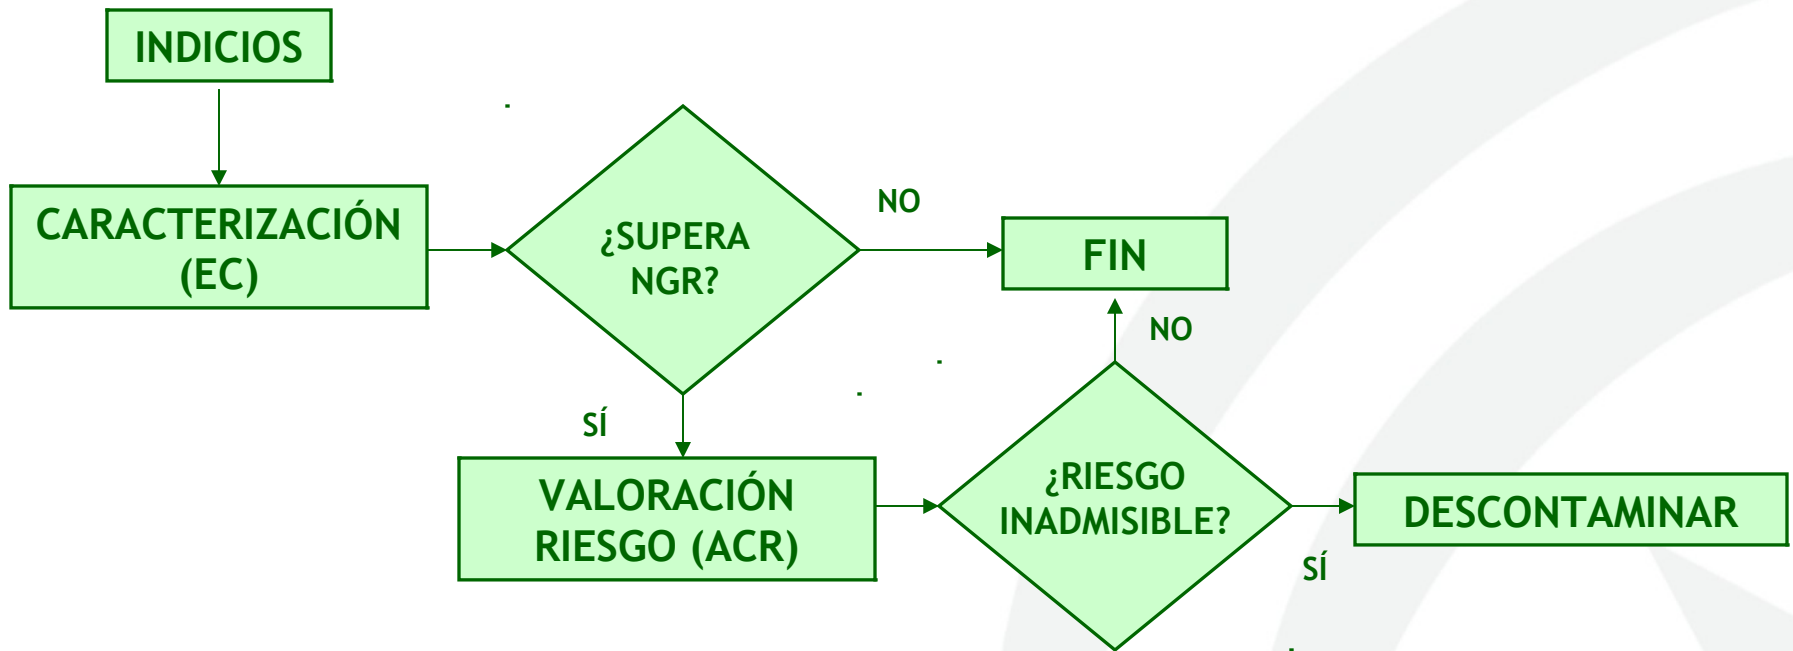 INDICIOS
CARACTERIZACIÓN
(EC)
¿SUPERA
NGR?
NO
FIN
NO
SÍ
VALORACIÓN
RIESGO (ACR)
¿RIESGO
INADMISIBLE?
SÍ
DESCONTAMINAR